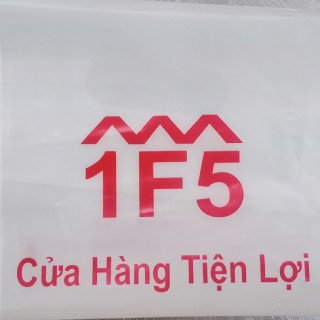 1F5
Cửa Hàng Tiện Lợi